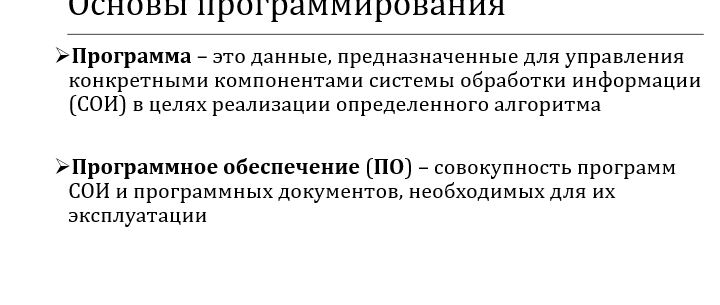 Основы программирования
➢Программа – это данные, предназначенные для управления
конкретными компонентами системы обработки информации
(СОИ) в целях реализации определенного алгоритма
➢Программное обеспечение (ПО) – совокупность программ
СОИ и программных документов, необходимых для их
эксплуатации